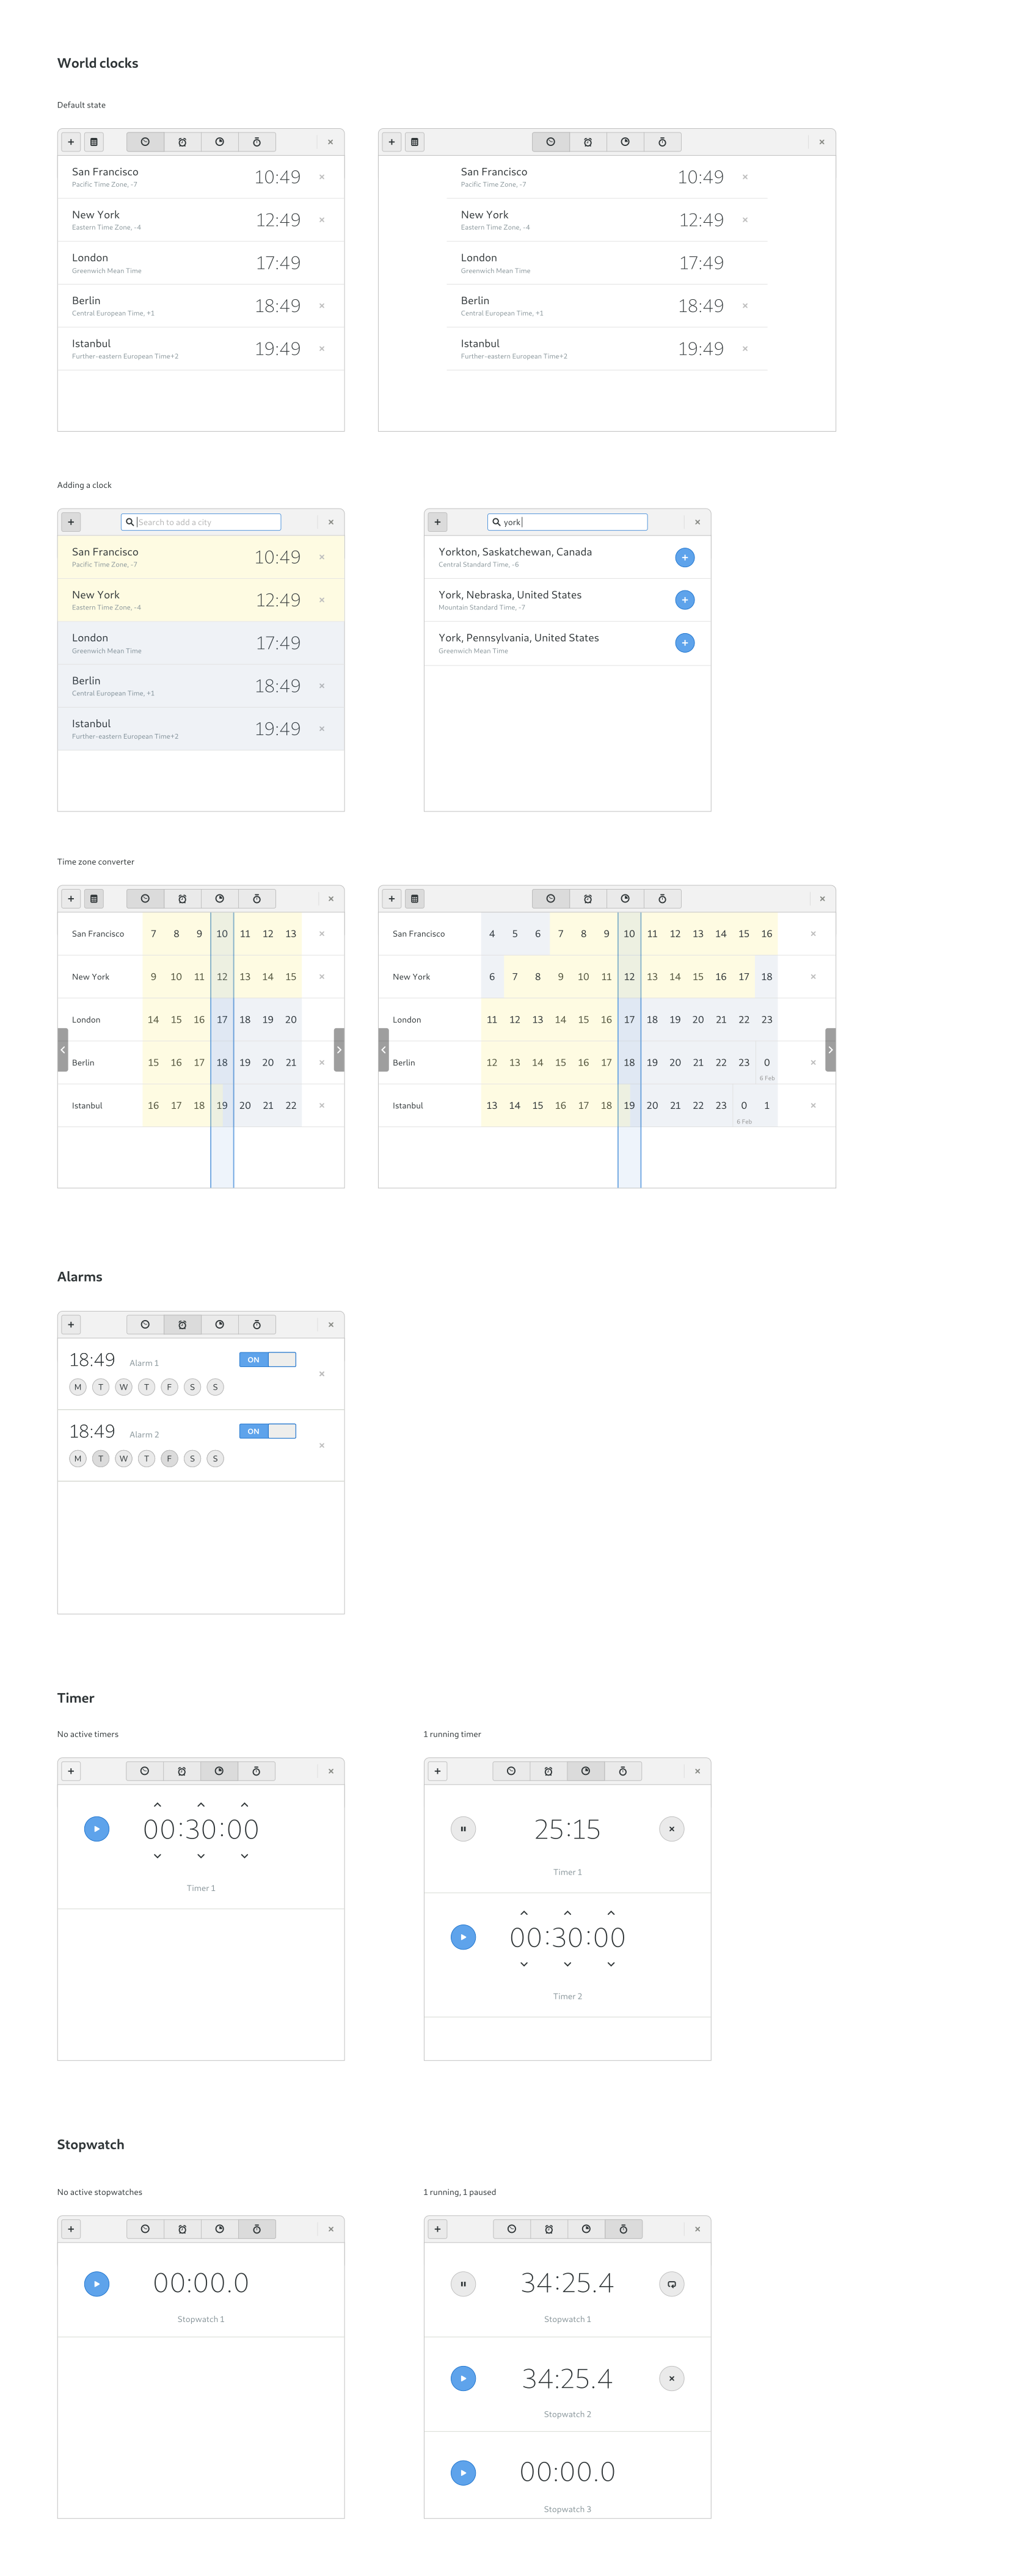 World clocks
Default state
San Francisco 10:49
Pacific Time Zone, -7
New York 12:49
Eastern Time Zone, -4
London 17:49
Greenwich Mean Time
Berlin 18:49
Central European Time, +1
Istanbul 19:49
Further-eastern European Time+2
San Francisco 10:49
Pacific Time Zone, -7
New York 12:49
Eastern Time Zone, -4
London 17:49
Greenwich Mean Time
Berlin 18:49
Central European Time, +1
Istanbul 19:49
Further-eastern European Time+2
Adding a clock
Search to add a city
San Francisco 10:49
Pacific Time Zone, -7
New York 12:49
Eastern Time Zone, -4
London 17:49
Greenwich Mean Time
Berlin 18:49
Central European Time, +1
Istanbul 19:49
Further-eastern European Time+2
york
Yorkton, Saskatchewan, Canada
Central Standard Time, -6
York, Nebraska, United States
Mountain Standard Time, -7
York, Pennsylvania, United States
Greenwich Mean Time
Time zone converter
San Francisco 7 8 9 10 11 12 13
New York 9 10 11 12 13 14 15
London 14 15 16 17 18 19 20
Berlin 15 16 17 18 19 20 21
Istanbul 16 17 18 19 20 21 22
San Francisco 4 5 6 7 8 9 10 11 12 13 14 15 16
New York 6 7 8 9 10 11 12 13 14 15 16 17 18
London 11 12 13 14 15 16 17 18 19 20 21 22 23
Berlin 12 13 14 15 16 17 18 19 20 21 22 23 0
6 Feb
Istanbul 13 14 15 16 17 18 19 20 21 22 23 0 1
6 Feb
Alarms
18:49 Alarm 1 ON
M T W T F S S
18:49 Alarm 2 ON
M T W T F S S
Timer
No active timers
00:30:00
Timer 1
1 running timer
25:15
Timer 1
00:30:00
Timer 2
Stopwatch
No active stopwatches
00:00.0
Stopwatch 1
1 running, 1 paused
34:25.4
Stopwatch 1
34:25.4
Stopwatch 2
00:00.0
Stopwatch 3